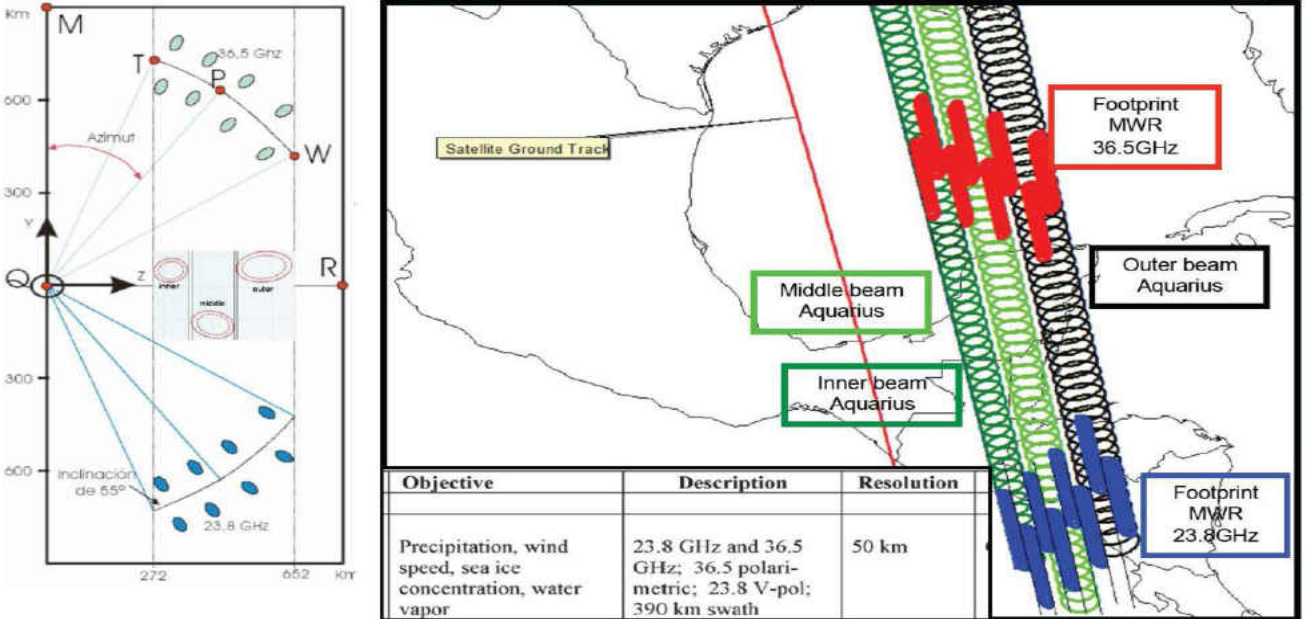 Km
M
T
36,5 Ghz
P
600
Azimut
W
300
Y
Q
Z
R
inner
middle
outer
300
600
Inclinación
de 55°
23,8 GHz
272
652
Km
Satellite Ground Track
Footprint
MWR
36.5GHz
Outer beam
Aquarius
Middle beam
Aquarius
Inner beam
Aquarius
Footprint
MWR
23.8GHz
Objective Description Resolution
Precipitation, wind 23.8 GHz and 36.5 50 km
speed, sea ice GHz; 36.5 polari-
concentration, water metric; 23.8 V-pol;
vapor 390 km swath